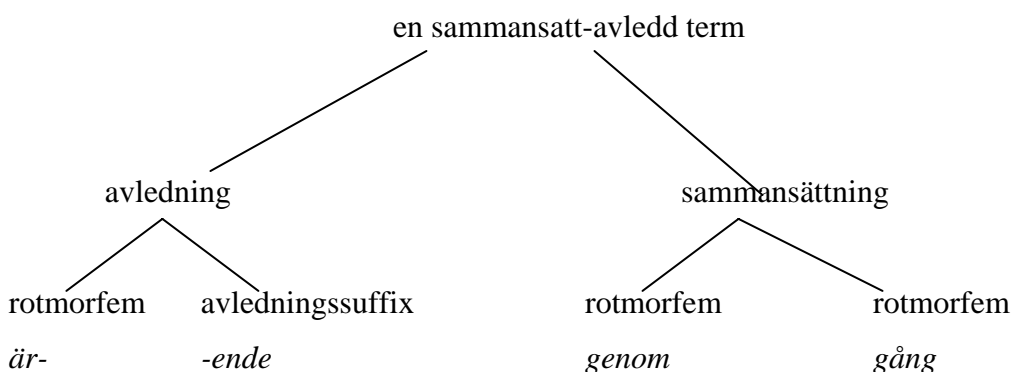 en sammansatt-avledd term
avledning sammansättning
rotmorfem avledningssuffix rotmorfem rotmorfem
är- -ende genom gång